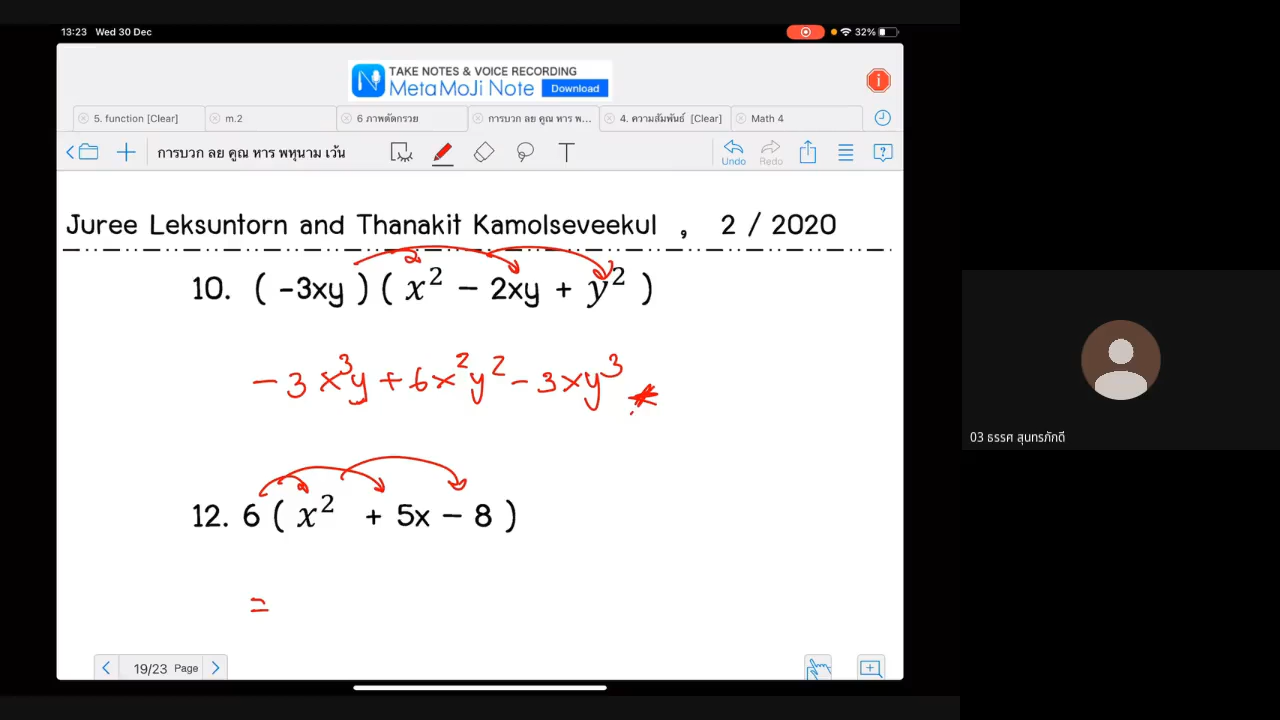 13:23 Wed 30 Dec
32%
TAKE NOTES & VOICE RECORDING
MetaMoJi Note Download
5. function [Clear]
m.2
6 ภาพตัดกรวย
การบวก ลย คูณ หาร พ...
4. ความสัมพันธ์ [Clear]
Math 4
การบวก ลย คูณ หาร พหุนาม เว้น
T
Undo
Redo
Juree Leksuntorn and Thanakit Kamolseveekul , 2 / 2020
10. ( -3xy ) ( x² − 2xy + y² )
− 3x³y + 6x²y² − 3xy³
12. 6 ( x² + 5x − 8 )
=
19/23 Page
03 ธรรศ สุนทรภักดี